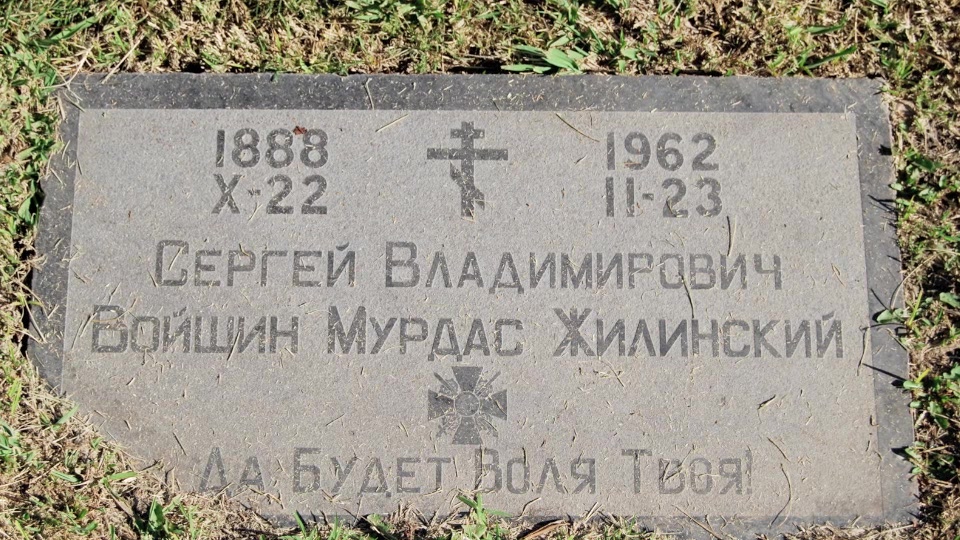 1888 1962
X-22 II-23
Сергей Владимирович
Войшин Мурдас Жилинский
Да Будет Воля Твоя!